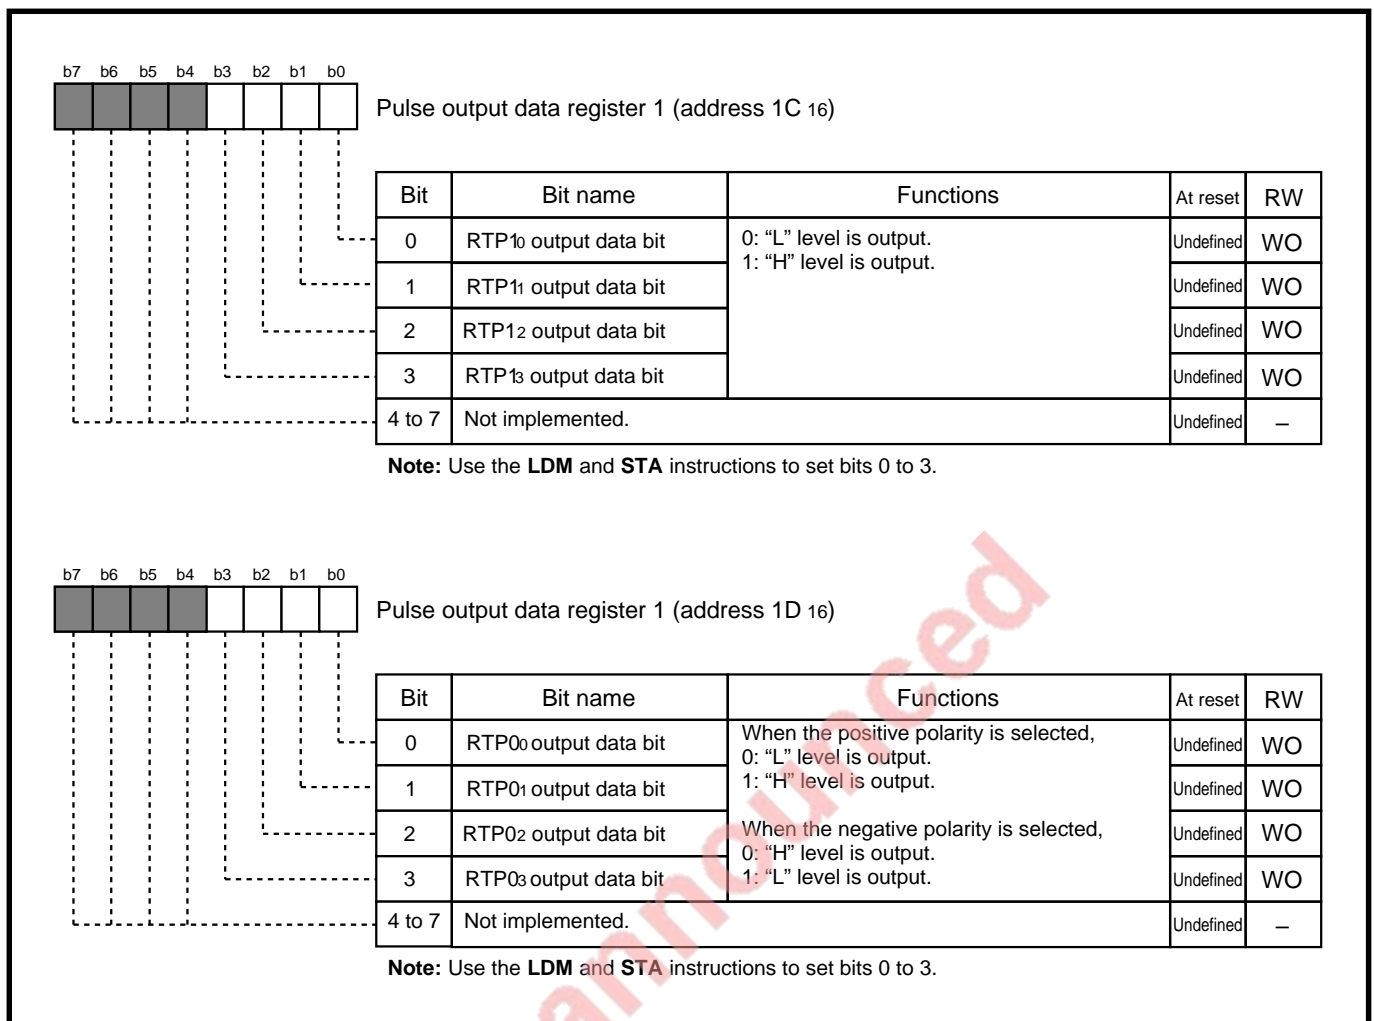 b7 b6 b5 b4 b3 b2 b1 b0
Pulse output data register 1 (address 1C 16)
Bit Bit name Functions At reset RW
0 RTP10 output data bit 0: “L” level is output. Undefined WO
1: “H” level is output.
1 RTP11 output data bit Undefined WO
2 RTP12 output data bit Undefined WO
3 RTP13 output data bit Undefined WO
4 to 7 Not implemented. Undefined –
Note: Use the LDM and STA instructions to set bits 0 to 3.
b7 b6 b5 b4 b3 b2 b1 b0
Pulse output data register 1 (address 1D 16)
Bit Bit name Functions At reset RW
When the positive polarity is selected,
0 RTP00 output data bit 0: “L” level is output. Undefined WO
1 RTP01 output data bit 1: “H” level is output. Undefined WO
2 RTP02 output data bit When the negative polarity is selected, Undefined WO
0: “H” level is output.
3 RTP03 output data bit 1: “L” level is output. Undefined WO
4 to 7 Not implemented. Undefined –
Note: Use the LDM and STA instructions to set bits 0 to 3.
announced